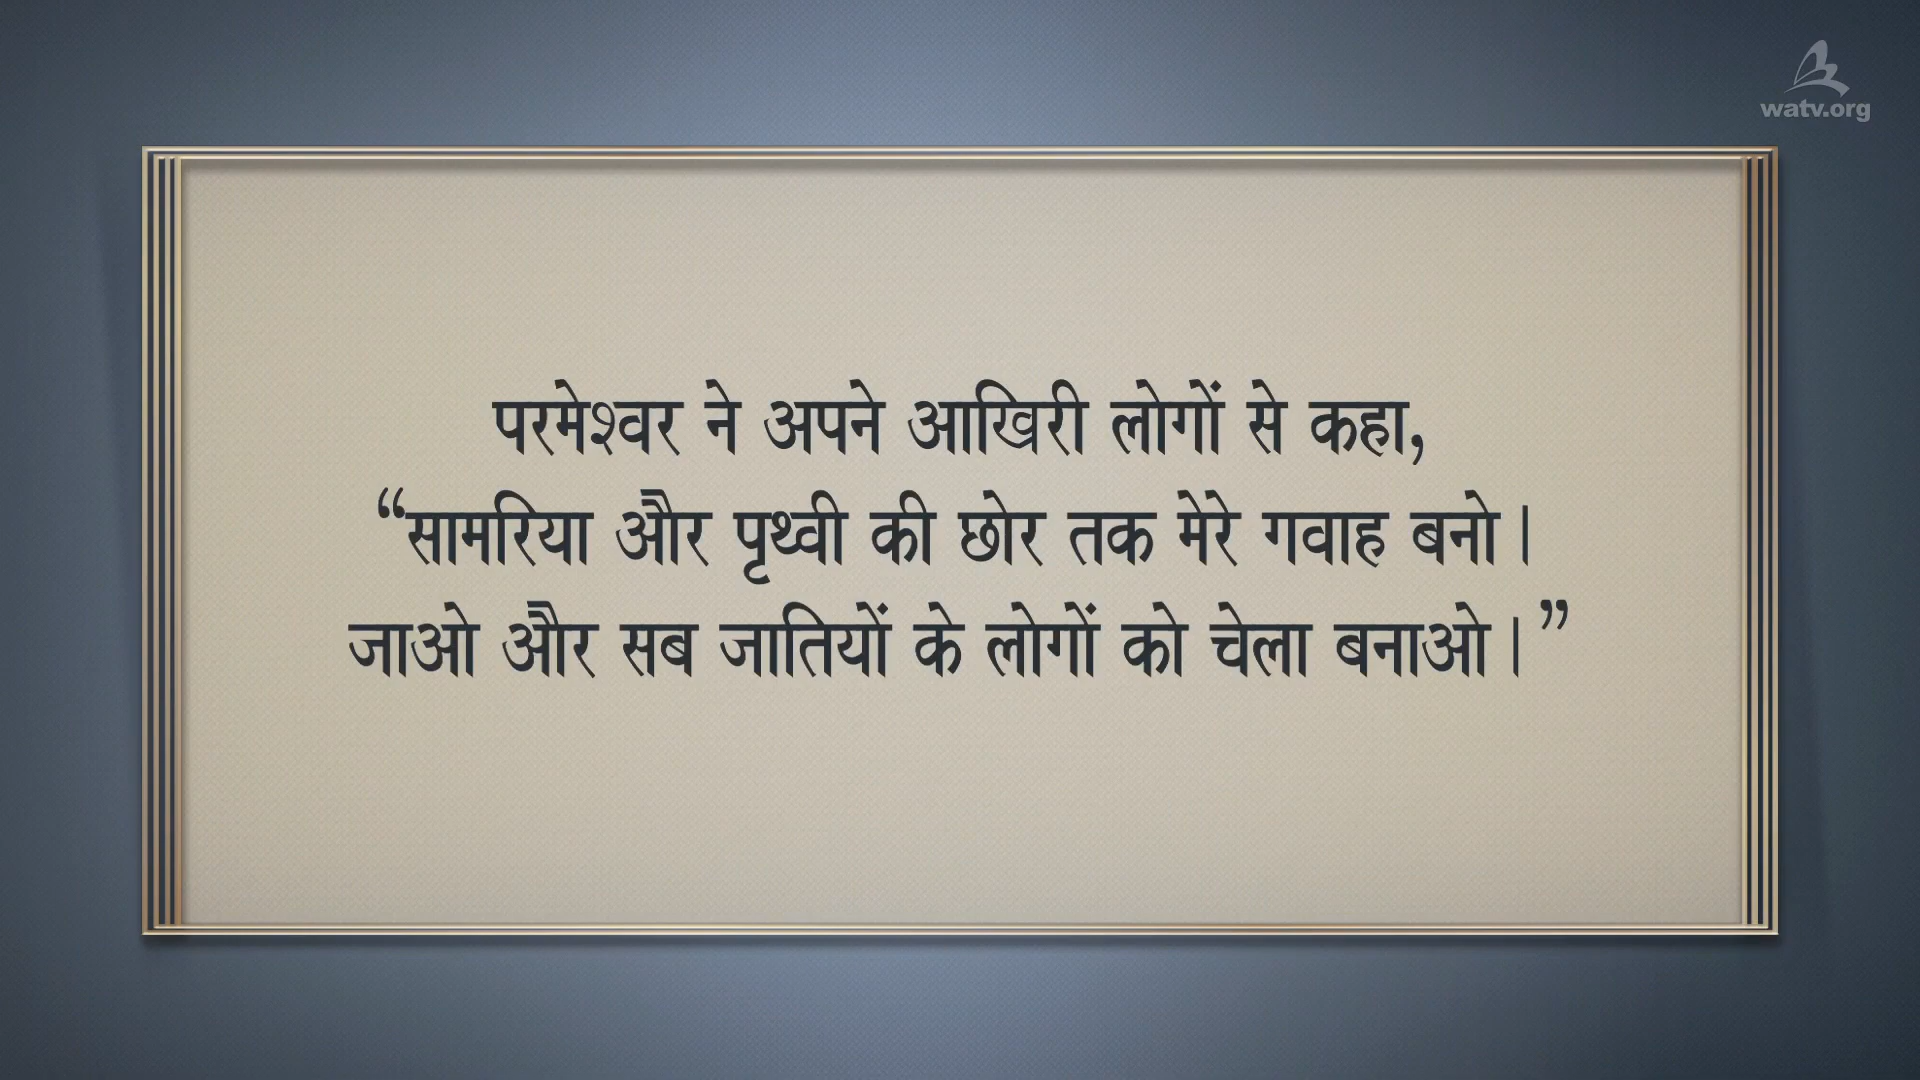 watv.org
परमेश्वर ने अपने आखिरी लोगों से कहा,
“सामरिया और पृथ्वी की छोर तक मेरे गवाह बनो।
जाओ और सब जातियों के लोगों को चेला बनाओ।”